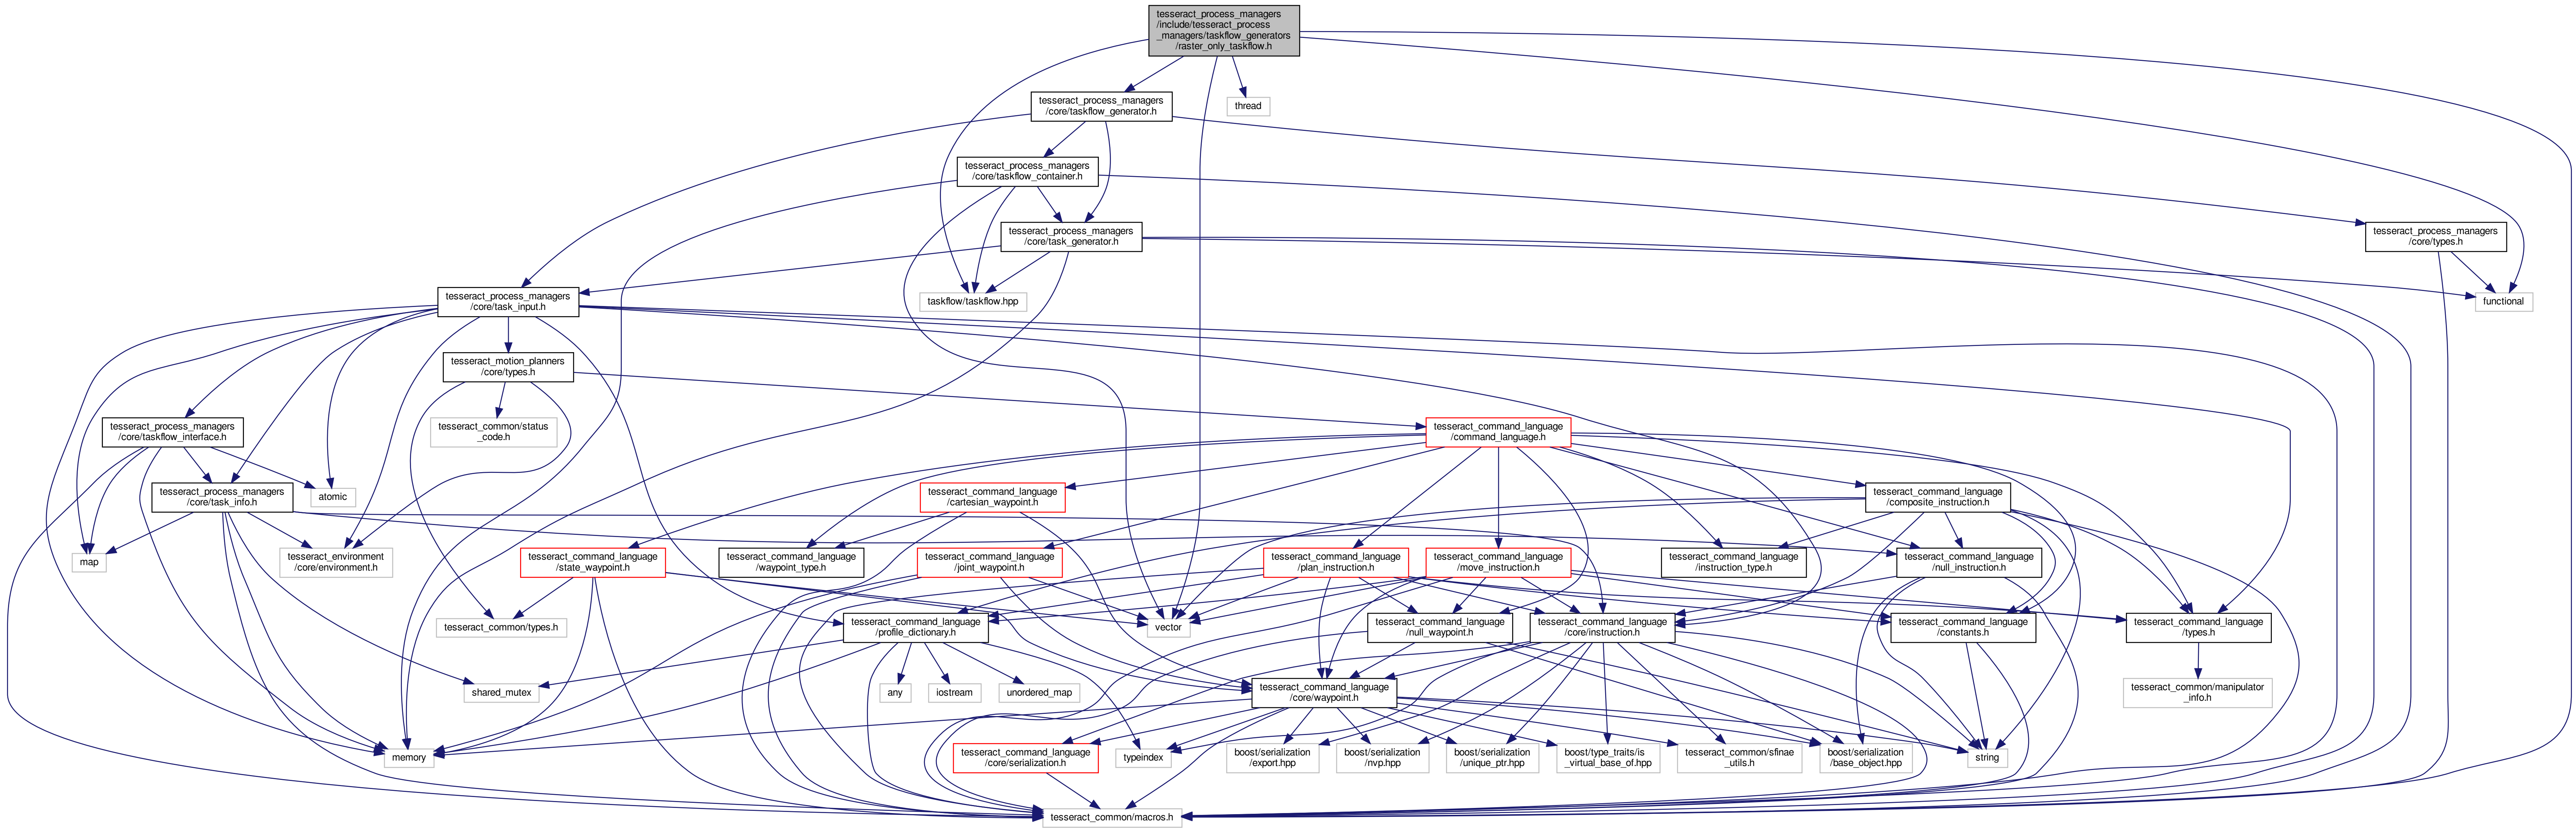 tesseract_process_managers
/include/tesseract_process
_managers/taskflow_generators
/raster_only_taskflow.h
tesseract_process_managers
/core/taskflow_generator.h
thread
tesseract_process_managers
/core/taskflow_container.h
tesseract_process_managers
/core/task_generator.h
tesseract_process_managers
/core/types.h
tesseract_process_managers
/core/task_input.h
taskflow/taskflow.hpp
functional
tesseract_motion_planners
/core/types.h
tesseract_process_managers
/core/taskflow_interface.h
tesseract_common/status
_code.h
tesseract_command_language
/command_language.h
tesseract_process_managers
/core/task_info.h
atomic
tesseract_command_language
/cartesian_waypoint.h
tesseract_command_language
/composite_instruction.h
map
tesseract_environment
/core/environment.h
tesseract_command_language
/state_waypoint.h
tesseract_command_language
/waypoint_type.h
tesseract_command_language
/joint_waypoint.h
tesseract_command_language
/plan_instruction.h
tesseract_command_language
/move_instruction.h
tesseract_command_language
/instruction_type.h
tesseract_command_language
/null_instruction.h
tesseract_common/types.h
tesseract_command_language
/profile_dictionary.h
vector
tesseract_command_language
/null_waypoint.h
tesseract_command_language
/core/instruction.h
tesseract_command_language
/constants.h
tesseract_command_language
/types.h
shared_mutex
any
iostream
unordered_map
tesseract_command_language
/core/waypoint.h
tesseract_common/manipulator
_info.h
memory
typeindex
tesseract_command_language
/core/serialization.h
boost/serialization
/export.hpp
boost/serialization
/nvp.hpp
boost/serialization
/unique_ptr.hpp
boost/type_traits/is
_virtual_base_of.hpp
tesseract_common/sfinae
_utils.h
boost/serialization
/base_object.hpp
string
tesseract_common/macros.h